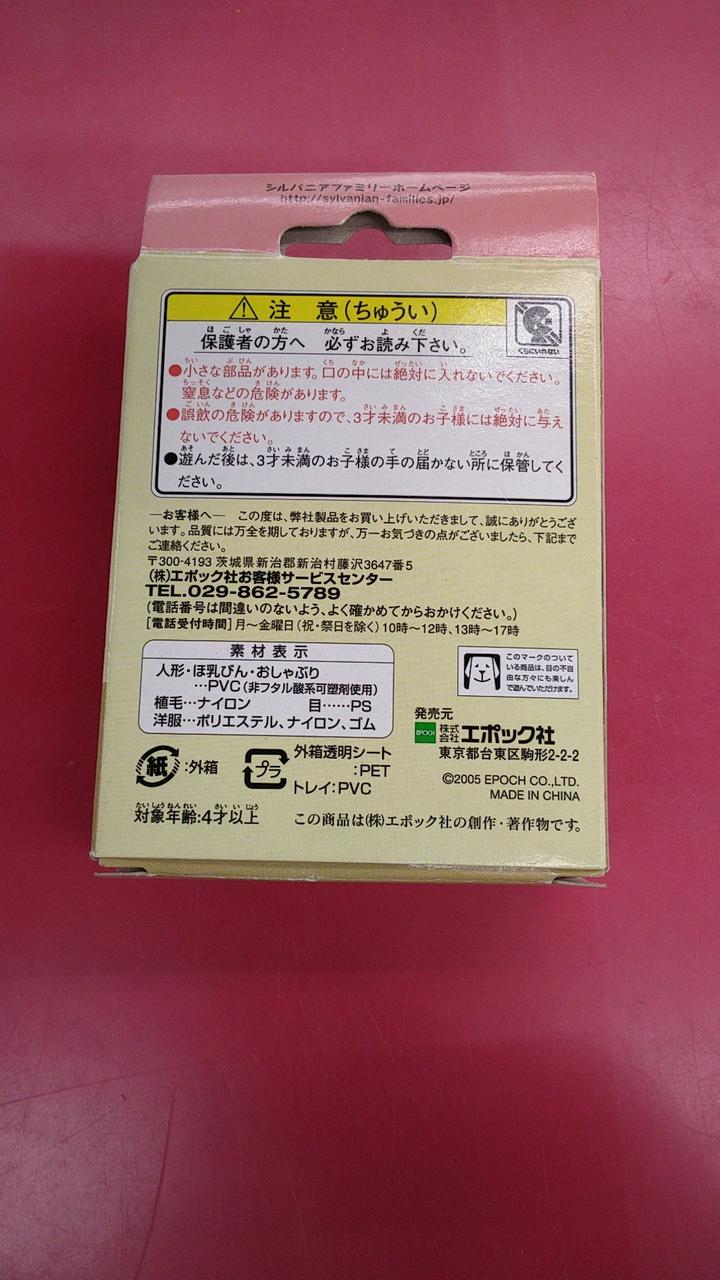 シルバニアファミリーホームページ
http://sylvanian-families.jp/
⚠ 注 意(ちゅうい)
保護者の方へ 必ずお読み下さい。
くちにいれない
●小さな部品があります。口の中には絶対に入れないでください。
窒息などの危険があります。
●誤飲の危険がありますので、3才未満のお子様には絶対に与え
ないでください。
●遊んだ後は、3才未満のお子様の手の届かない所に保管してく
ださい。
―お客様へ― この度は、弊社製品をお買い上げいただきまして、誠にありがとうござ
います。品質には万全を期しておりますが、万一お気づきの点がございましたら、下記まで
ご連絡ください。
〒300-4193 茨城県新治郡新治村藤沢3647番5
(株)エポック社お客様サービスセンター
TEL.029-862-5789
(電話番号は間違いのないよう、よく確かめてからおかけください。)
[電話受付時間]月〜金曜日(祝・祭日を除く)10時〜12時、13時〜17時
素材表示
人形・ほ乳びん・おしゃぶり
…PVC(非フタル酸系可塑剤使用)
植毛…ナイロン 目……PS
洋服…ポリエステル、ナイロン、ゴム
このマークのついて
いる商品は、目の不自
由な方々にも楽しん
で遊んでいただけます。
発売元
EPOCH 株式会社エポック社
東京都台東区駒形2-2-2
紙:外箱
プラ 外箱透明シート
:PET
トレイ:PVC
©2005 EPOCH CO.,LTD.
MADE IN CHINA
対象年齢:4才以上
この商品は(株)エポック社の創作・著作物です。